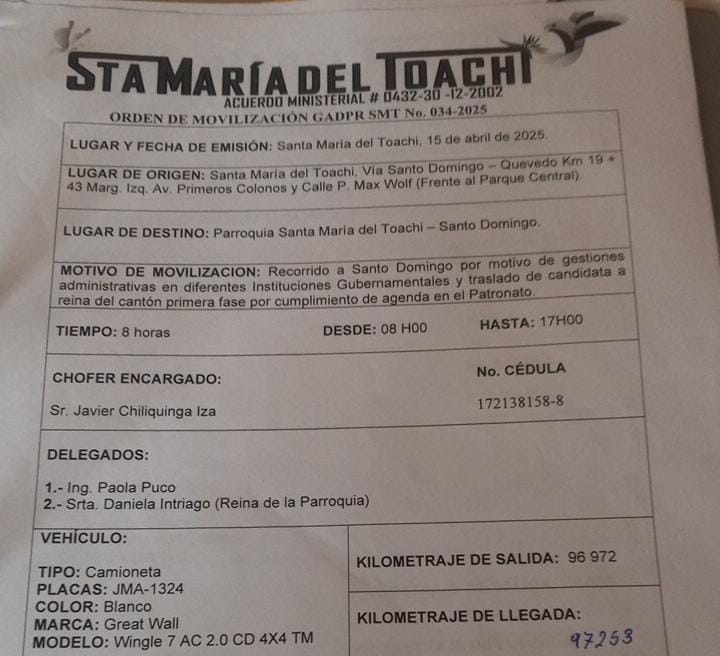 STA MARÍA DEL TOACHI
ACUERDO MINISTERIAL # 0432-30 -12-2002
ORDEN DE MOVILIZACIÓN GADPR SMT No. 034-2025
LUGAR Y FECHA DE EMISIÓN: Santa María del Toachi, 15 de abril de 2025.
LUGAR DE ORIGEN: Santa María del Toachi, Vía Santo Domingo – Quevedo Km 19 +
43 Marg. Izq. Av. Primeros Colonos y Calle P. Max Wolf (Frente al Parque Central).
LUGAR DE DESTINO: Parroquia Santa María del Toachi – Santo Domingo.
MOTIVO DE MOVILIZACION: Recorrido a Santo Domingo por motivo de gestiones
administrativas en diferentes Instituciones Gubernamentales y traslado de candidata a
reina del cantón primera fase por cumplimiento de agenda en el Patronato.
TIEMPO: 8 horas DESDE: 08 H00 HASTA: 17H00
CHOFER ENCARGADO: No. CÉDULA
Sr. Javier Chiliquinga Iza 172138158-8
DELEGADOS:
1.- Ing. Paola Puco
2.- Srta. Daniela Intriago (Reina de la Parroquia)
VEHÍCULO:
TIPO: Camioneta
PLACAS: JMA-1324
COLOR: Blanco
MARCA: Great Wall
MODELO: Wingle 7 AC 2.0 CD 4X4 TM
KILOMETRAJE DE SALIDA: 96 972
KILOMETRAJE DE LLEGADA:
97253